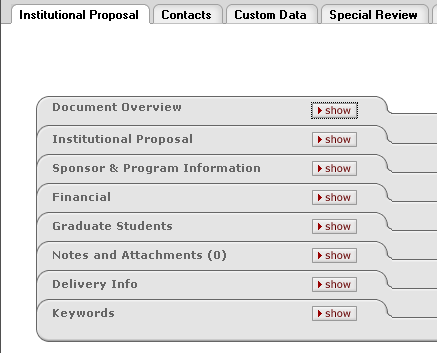 Institutional Proposal Contacts Custom Data Special Review
Document Overview show
Institutional Proposal show
Sponsor & Program Information show
Financial show
Graduate Students show
Notes and Attachments (0) show
Delivery Info show
Keywords show